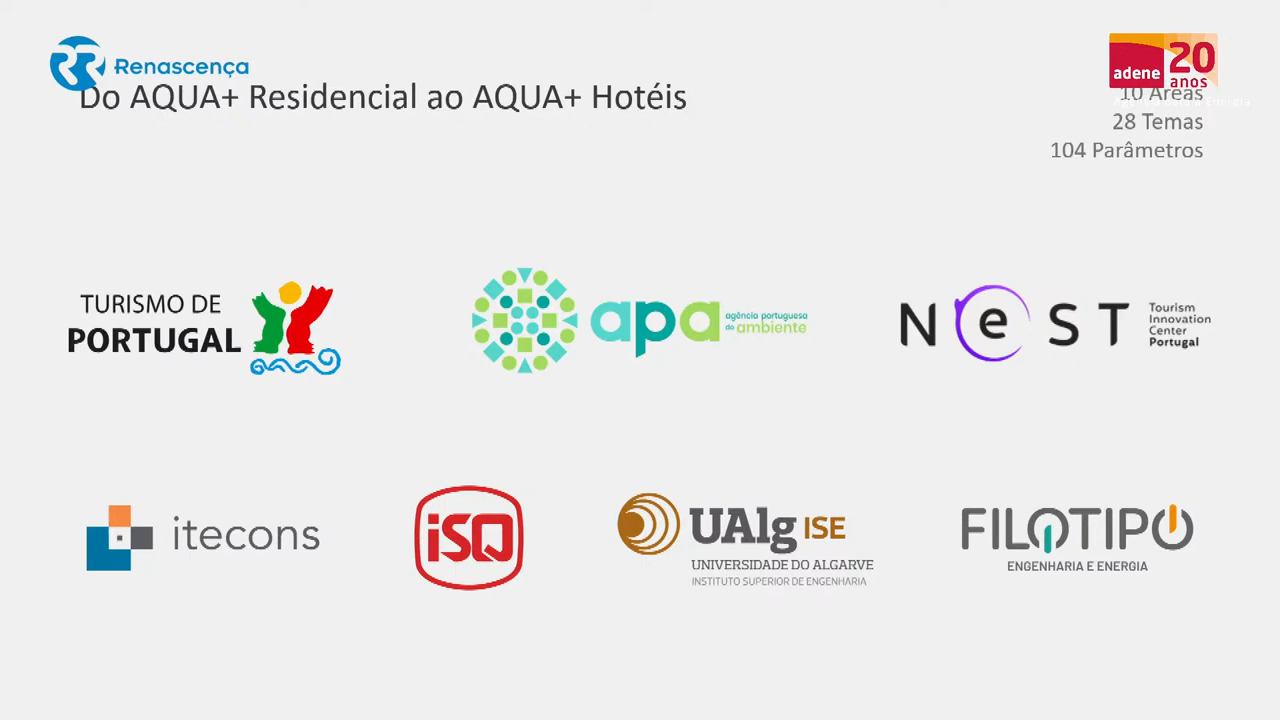 Renascença
Do AQUA+ Residencial ao AQUA+ Hotéis
adene
20
anos
10 Áreas
28 Temas
104 Parâmetros
TURISMO DE
PORTUGAL
apa
agência portuguesa
do ambiente
NeST
Tourism
Innovation
Center
Portugal
itecons
iSQ
UAlg ISE
UNIVERSIDADE DO ALGARVE
INSTITUTO SUPERIOR DE ENGENHARIA
FILOTIPO
ENGENHARIA E ENERGIA